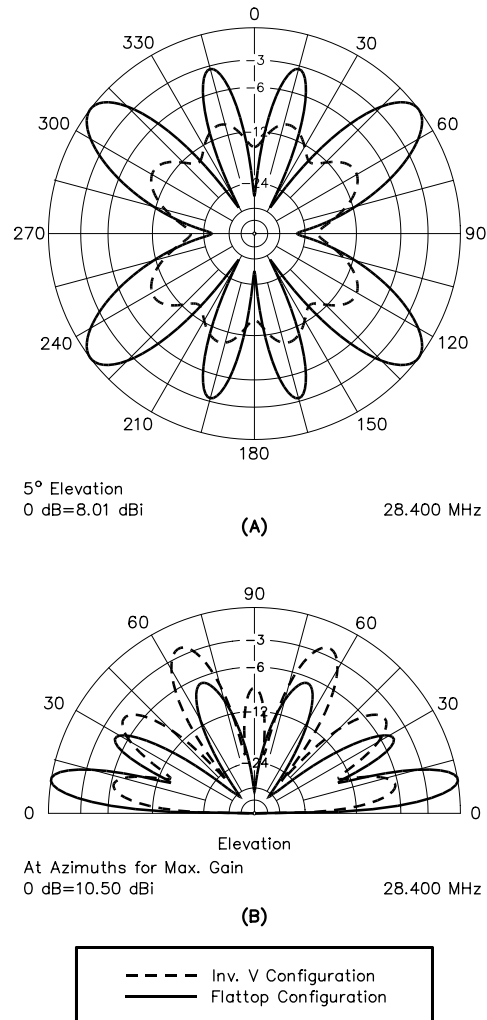 0
330
30
-3
-6
300
60
-12
-24
270
90
240
120
210
150
180
5° Elevation
0 dB=8.01 dBi
28.400 MHz
(A)
90
60
60
-3
-6
30
30
-12
-24
0
0
Elevation
At Azimuths for Max. Gain
0 dB=10.50 dBi
28.400 MHz
(B)
Inv. V Configuration
Flattop Configuration